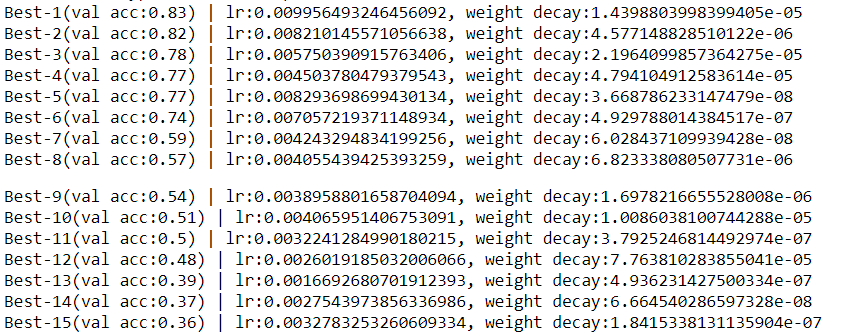 Best-1(val acc:0.83) | lr:0.009956493246456092, weight decay:1.4398803998399405e-05
Best-2(val acc:0.82) | lr:0.008210145571056638, weight decay:4.577148828510122e-06
Best-3(val acc:0.78) | lr:0.005750390915763406, weight decay:2.1964099857364275e-05
Best-4(val acc:0.77) | lr:0.004503780479379543, weight decay:4.794104912583614e-05
Best-5(val acc:0.77) | lr:0.008293698699430134, weight decay:3.668786233147479e-08
Best-6(val acc:0.74) | lr:0.007057219371148934, weight decay:4.929788014384517e-07
Best-7(val acc:0.59) | lr:0.004243294834199256, weight decay:6.028437109939428e-08
Best-8(val acc:0.57) | lr:0.004055439425393259, weight decay:6.823338080507731e-06
Best-9(val acc:0.54) | lr:0.0038958801658704094, weight decay:1.6978216655528008e-06
Best-10(val acc:0.51) | lr:0.004065951406753091, weight decay:1.0086038100744288e-05
Best-11(val acc:0.5) | lr:0.0032241284990180215, weight decay:3.7925246814492974e-07
Best-12(val acc:0.48) | lr:0.0026019185032006066, weight decay:7.763810283855041e-05
Best-13(val acc:0.39) | lr:0.0016692680701912393, weight decay:4.936231427500334e-07
Best-14(val acc:0.37) | lr:0.0027543973856336986, weight decay:6.664540286597328e-08
Best-15(val acc:0.36) | lr:0.0032783253260609334, weight decay:1.8415338131135904e-07